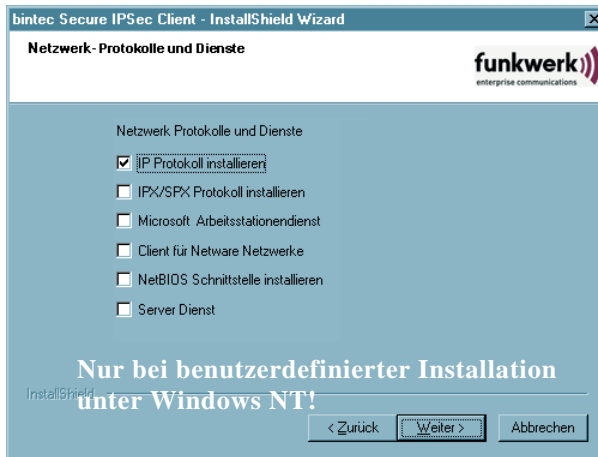 bintec Secure IPSec Client - InstallShield Wizard
Netzwerk-Protokolle und Dienste
funkwerk
enterprise communications
Netzwerk Protokolle und Dienste
IP Protokoll installieren
IPX/SPX Protokoll installieren
Microsoft Arbeitsstationendienst
Client für Netware Netzwerke
NetBIOS Schnittstelle installieren
Server Dienst
Nur bei benutzerdefinierter Installation
InstallShield
unter Windows NT!
< Zurück Weiter > Abbrechen